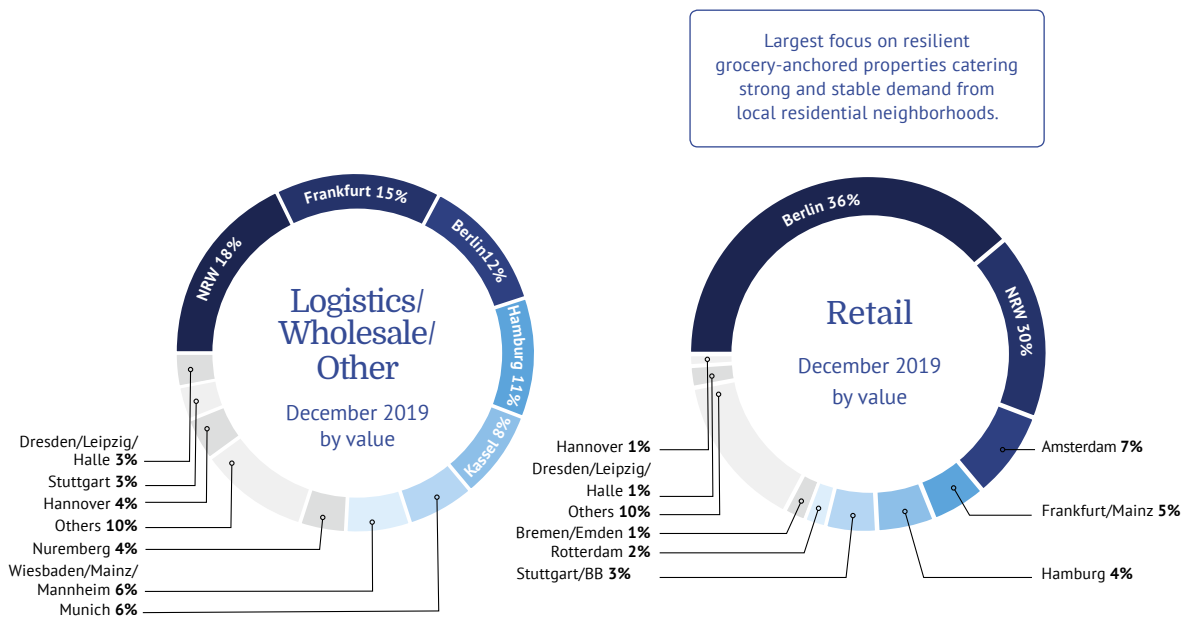 Largest focus on resilient
grocery-anchored properties catering
strong and stable demand from
local residential neighborhoods.
NRW 18%
Frankfurt 15%
Berlin12%
Hamburg 11%
Kassel 8%
Logistics/
Wholesale/
Other
December 2019
by value
Dresden/Leipzig/
Halle 3%
Stuttgart 3%
Hannover 4%
Others 10%
Nuremberg 4%
Wiesbaden/Mainz/
Mannheim 6%
Munich 6%
Berlin 36%
NRW 30%
Retail
December 2019
by value
Hannover 1%
Dresden/Leipzig/
Halle 1%
Others 10%
Bremen/Emden 1%
Rotterdam 2%
Stuttgart/BB 3%
Amsterdam 7%
Frankfurt/Mainz 5%
Hamburg 4%